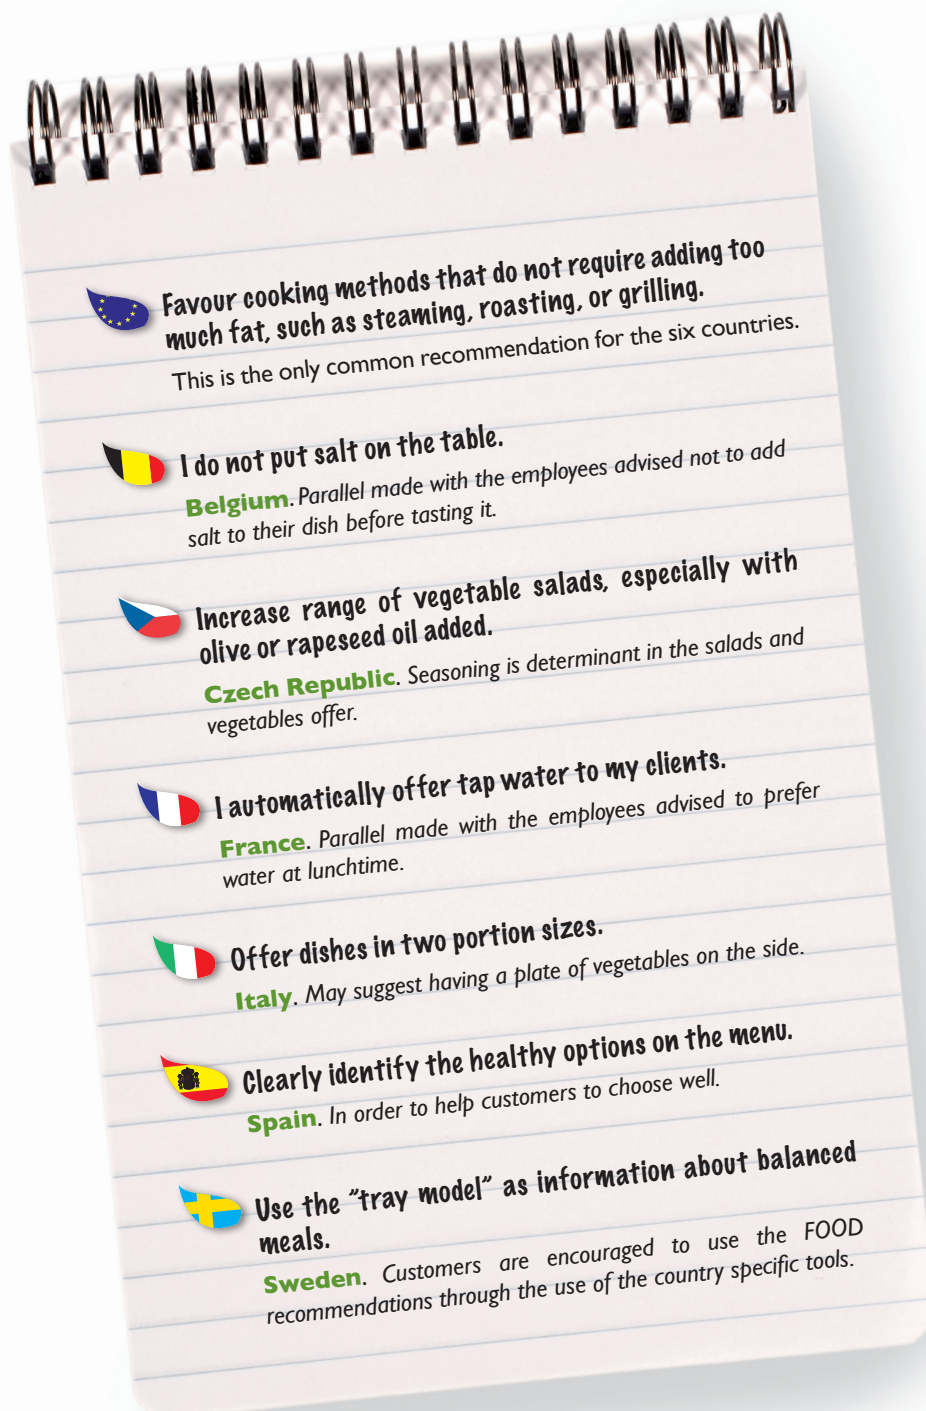 Favour cooking methods that do not require adding too
much fat, such as steaming, roasting, or grilling.
This is the only common recommendation for the six countries.
I do not put salt on the table.
Belgium. Parallel made with the employees advised not to add
salt to their dish before tasting it.
Increase range of vegetable salads, especially with
olive or rapeseed oil added.
Czech Republic. Seasoning is determinant in the salads and
vegetables offer.
I automatically offer tap water to my clients.
France. Parallel made with the employees advised to prefer
water at lunchtime.
Offer dishes in two portion sizes.
Italy. May suggest having a plate of vegetables on the side.
Clearly identify the healthy options on the menu.
Spain. In order to help customers to choose well.
Use the "tray model" as information about balanced
meals.
Sweden. Customers are encouraged to use the FOOD
recommendations through the use of the country specific tools.